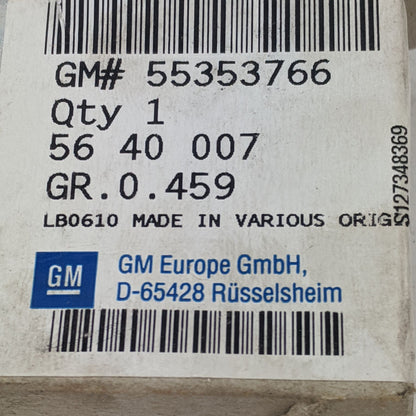 GM# 55353766
Qty 1
56 40 007
GR.0.459
LB0610 MADE IN VARIOUS ORIGS
GM
GM Europe GmbH,
D-65428 Rüsselsheim
S127348369